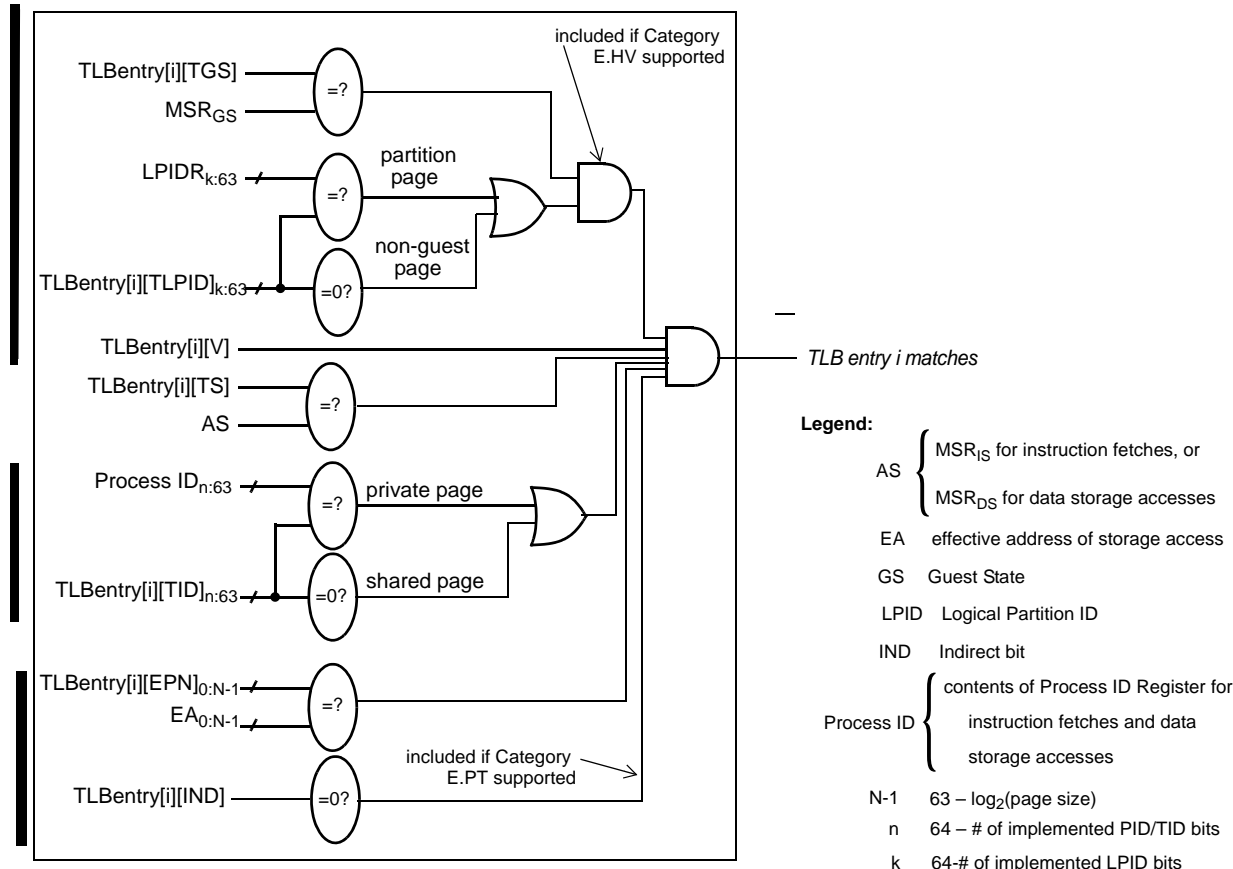 included if Category
E.HV supported
TLBentry[i][TGS]
=?
MSRGS
partition
page
LPIDRk:63
=?
non-guest
page
TLBentry[i][TLPID]k:63
=0?
TLBentry[i][V]
TLB entry i matches
TLBentry[i][TS]
=?
AS
Process IDn:63
=?
private page
TLBentry[i][TID]n:63
=0?
shared page
TLBentry[i][EPN]0:N-1
=?
EA0:N-1
included if Category
E.PT supported
TLBentry[i][IND]
=0?
Legend:
AS
MSRIS for instruction fetches, or
MSRDS for data storage accesses
EA effective address of storage access
GS Guest State
LPID Logical Partition ID
IND Indirect bit
Process ID
contents of Process ID Register for
instruction fetches and data
storage accesses
N-1 63 – log2(page size)
n 64 – # of implemented PID/TID bits
k 64-# of implemented LPID bits